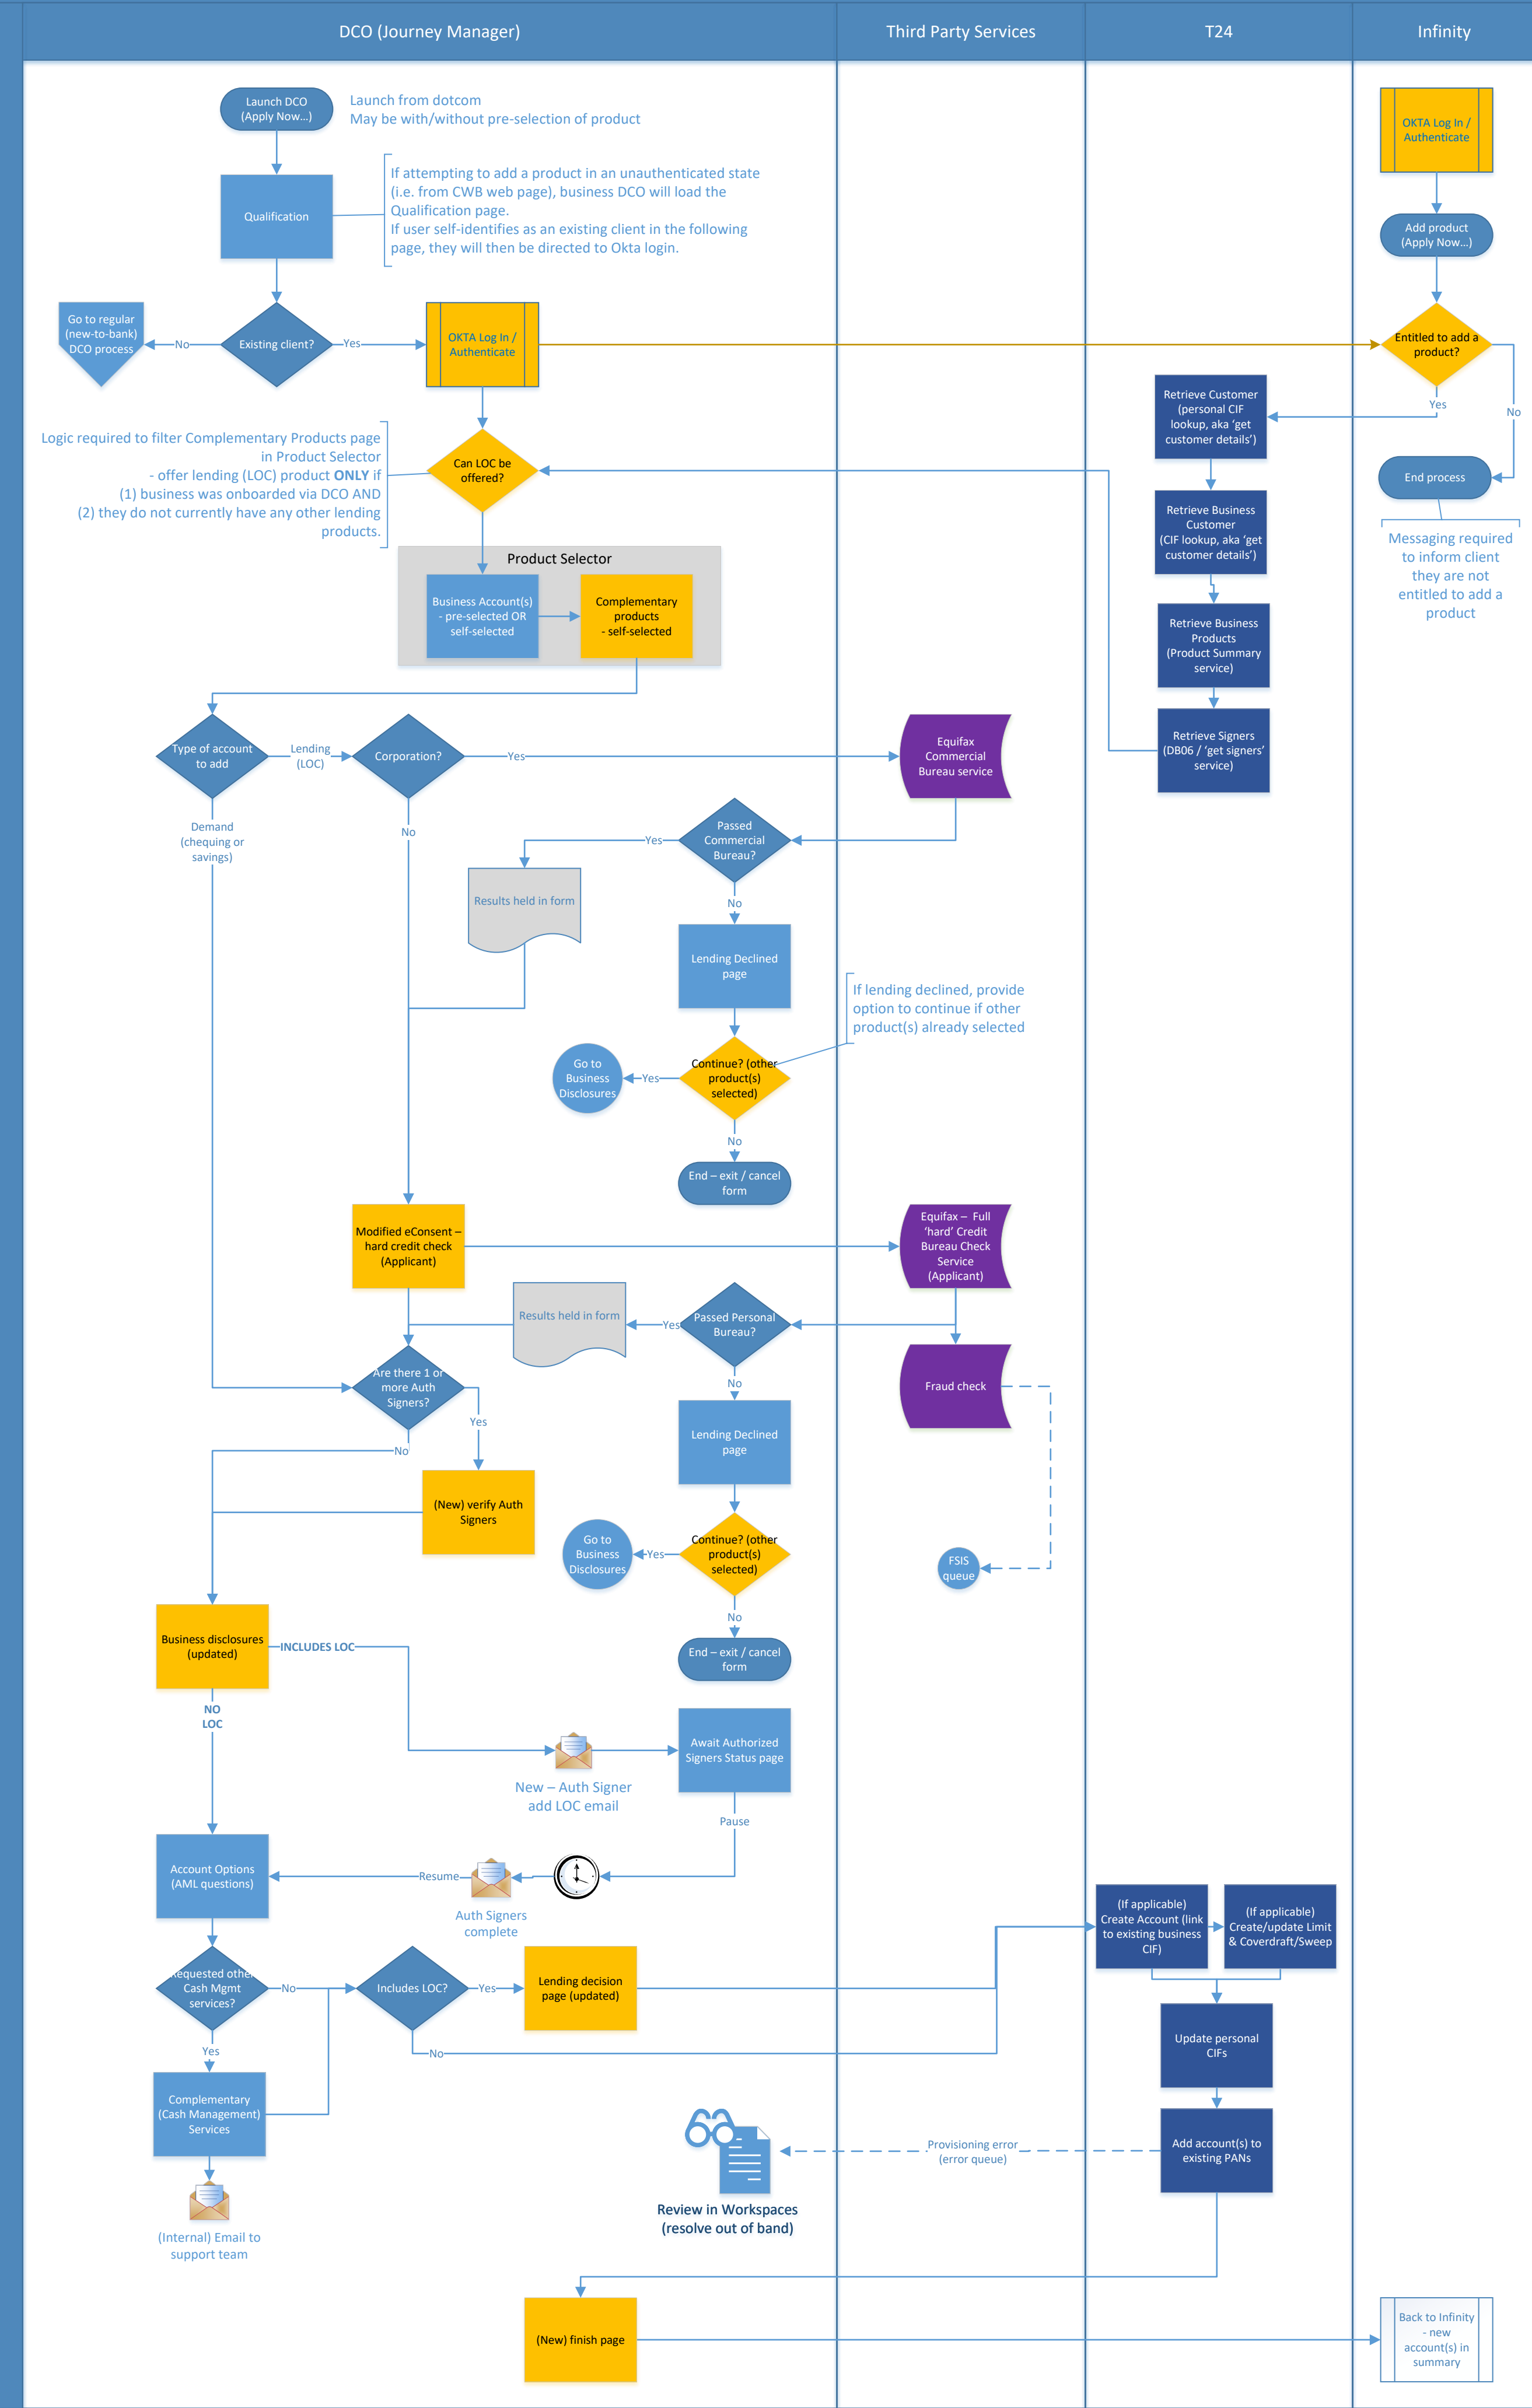 DCO (Journey Manager)
Third Party Services
T24
Infinity
Launch DCO
(Apply Now…)
Launch from dotcom
May be with/without pre-selection of product
OKTA Log In /
Authenticate
Qualification
If attempting to add a product in an unauthenticated state
(i.e. from CWB web page), business DCO will load the
Qualification page.
If user self-identifies as an existing client in the following
page, they will then be directed to Okta login.
Add product
(Apply Now…)
Go to regular
(new-to-bank)
DCO process
No
Existing client?
Yes
OKTA Log In /
Authenticate
Entitled to add a
product?
Yes
No
Retrieve Customer
(personal CIF
lookup, aka ‘get
customer details’)
Logic required to filter Complementary Products page
in Product Selector
- offer lending (LOC) product ONLY if
(1) business was onboarded via DCO AND
(2) they do not currently have any other lending
products.
Can LOC be
offered?
End process
Retrieve Business
Customer
(CIF lookup, aka ‘get
customer details’)
Messaging required
to inform client
they are not
entitled to add a
product
Product Selector
Business Account(s)
- pre-selected OR
self-selected
Complementary
products
- self-selected
Retrieve Business
Products
(Product Summary
service)
Retrieve Signers
(DB06 / ‘get signers’
service)
Type of account
to add
Lending
(LOC)
Corporation?
Yes
Equifax
Commercial
Bureau service
Demand
(chequing or
savings)
No
Passed
Commercial
Bureau?
Yes
Results held in form
No
Lending Declined
page
If lending declined, provide
option to continue if other
product(s) already selected
Go to
Business
Disclosures
Yes
Continue? (other
product(s)
selected)
No
End – exit / cancel
form
Modified eConsent –
hard credit check
(Applicant)
Equifax – Full
‘hard’ Credit
Bureau Check
Service
(Applicant)
Results held in form
Yes
Passed Personal
Bureau?
Are there 1 or
more Auth
Signers?
No
Fraud check
Yes
No
Lending Declined
page
(New) verify Auth
Signers
Go to
Business
Disclosures
Yes
Continue? (other
product(s)
selected)
FSIS
queue
No
Business disclosures
(updated)
INCLUDES LOC
End – exit / cancel
form
NO
LOC
Await Authorized
Signers Status page
New – Auth Signer
add LOC email
Pause
Account Options
(AML questions)
Resume
Auth Signers
complete
(If applicable)
Create Account (link
to existing business
CIF)
(If applicable)
Create/update Limit
& Coverdraft/Sweep
Requested other
Cash Mgmt
services?
No
Includes LOC?
Yes
Lending decision
page (updated)
Yes
No
Update personal
CIFs
Complementary
(Cash Management)
Services
Provisioning error
(error queue)
Add account(s) to
existing PANs
Review in Workspaces
(resolve out of band)
(Internal) Email to
support team
(New) finish page
Back to Infinity
- new
account(s) in
summary